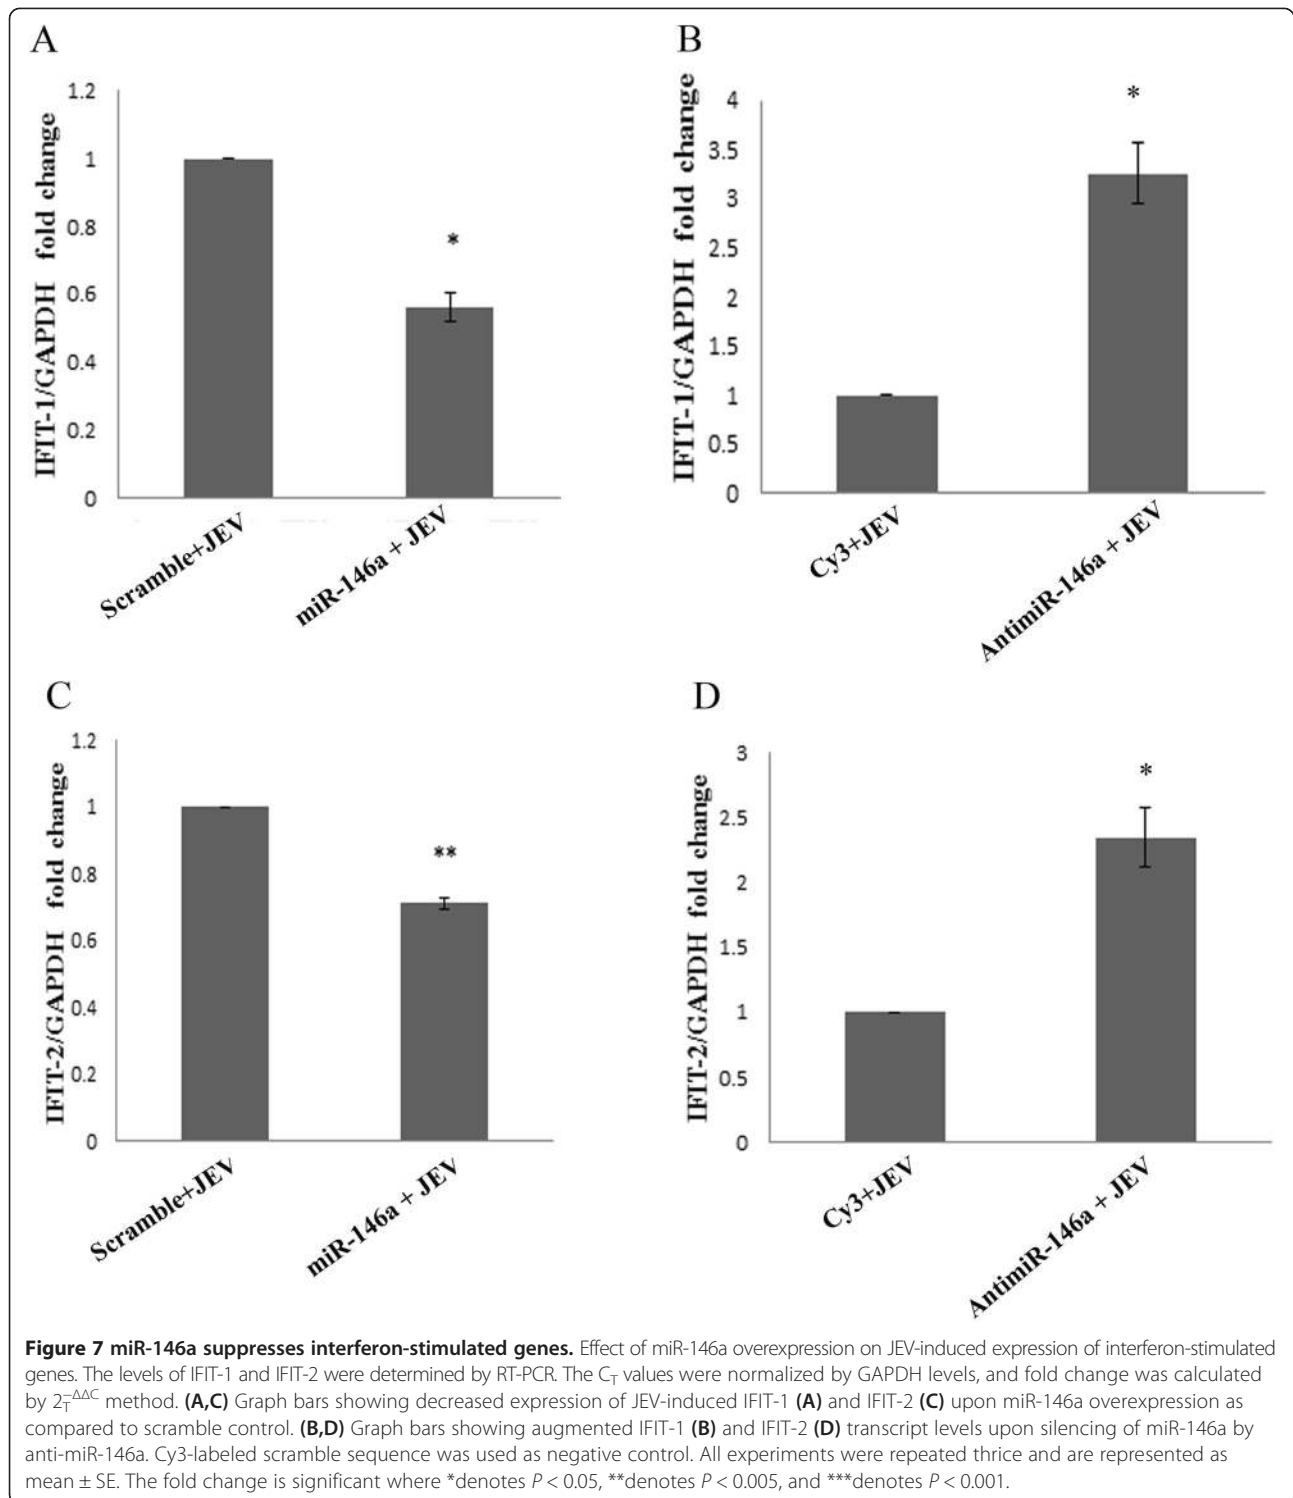 A
IFIT-1/GAPDH fold change
1.2
1
0.8
0.6
0.4
0.2
0
*
Scramble+JEV
miR-146a + JEV
B
IFIT-1/GAPDH fold change
4
3.5
3
2.5
2
1.5
1
0.5
0
*
Cy3+JEV
AntimiR-146a + JEV
C
IFIT-2/GAPDH fold change
1.2
1
0.8
0.6
0.4
0.2
0
**
Scramble+JEV
miR-146a + JEV
D
IFIT-2/GAPDH fold change
3
2.5
2
1.5
1
0.5
0
*
Cy3+JEV
AntimiR-146a + JEV
Figure 7 miR-146a suppresses interferon-stimulated genes. Effect of miR-146a overexpression on JEV-induced expression of interferon-stimulated
genes. The levels of IFIT-1 and IFIT-2 were determined by RT-PCR. The C_T values were normalized by GAPDH levels, and fold change was calculated
by 2_T^−ΔΔC method. (A,C) Graph bars showing decreased expression of JEV-induced IFIT-1 (A) and IFIT-2 (C) upon miR-146a overexpression as
compared to scramble control. (B,D) Graph bars showing augmented IFIT-1 (B) and IFIT-2 (D) transcript levels upon silencing of miR-146a by
anti-miR-146a. Cy3-labeled scramble sequence was used as negative control. All experiments were repeated thrice and are represented as
mean ± SE. The fold change is significant where *denotes P < 0.05, **denotes P < 0.005, and ***denotes P < 0.001.